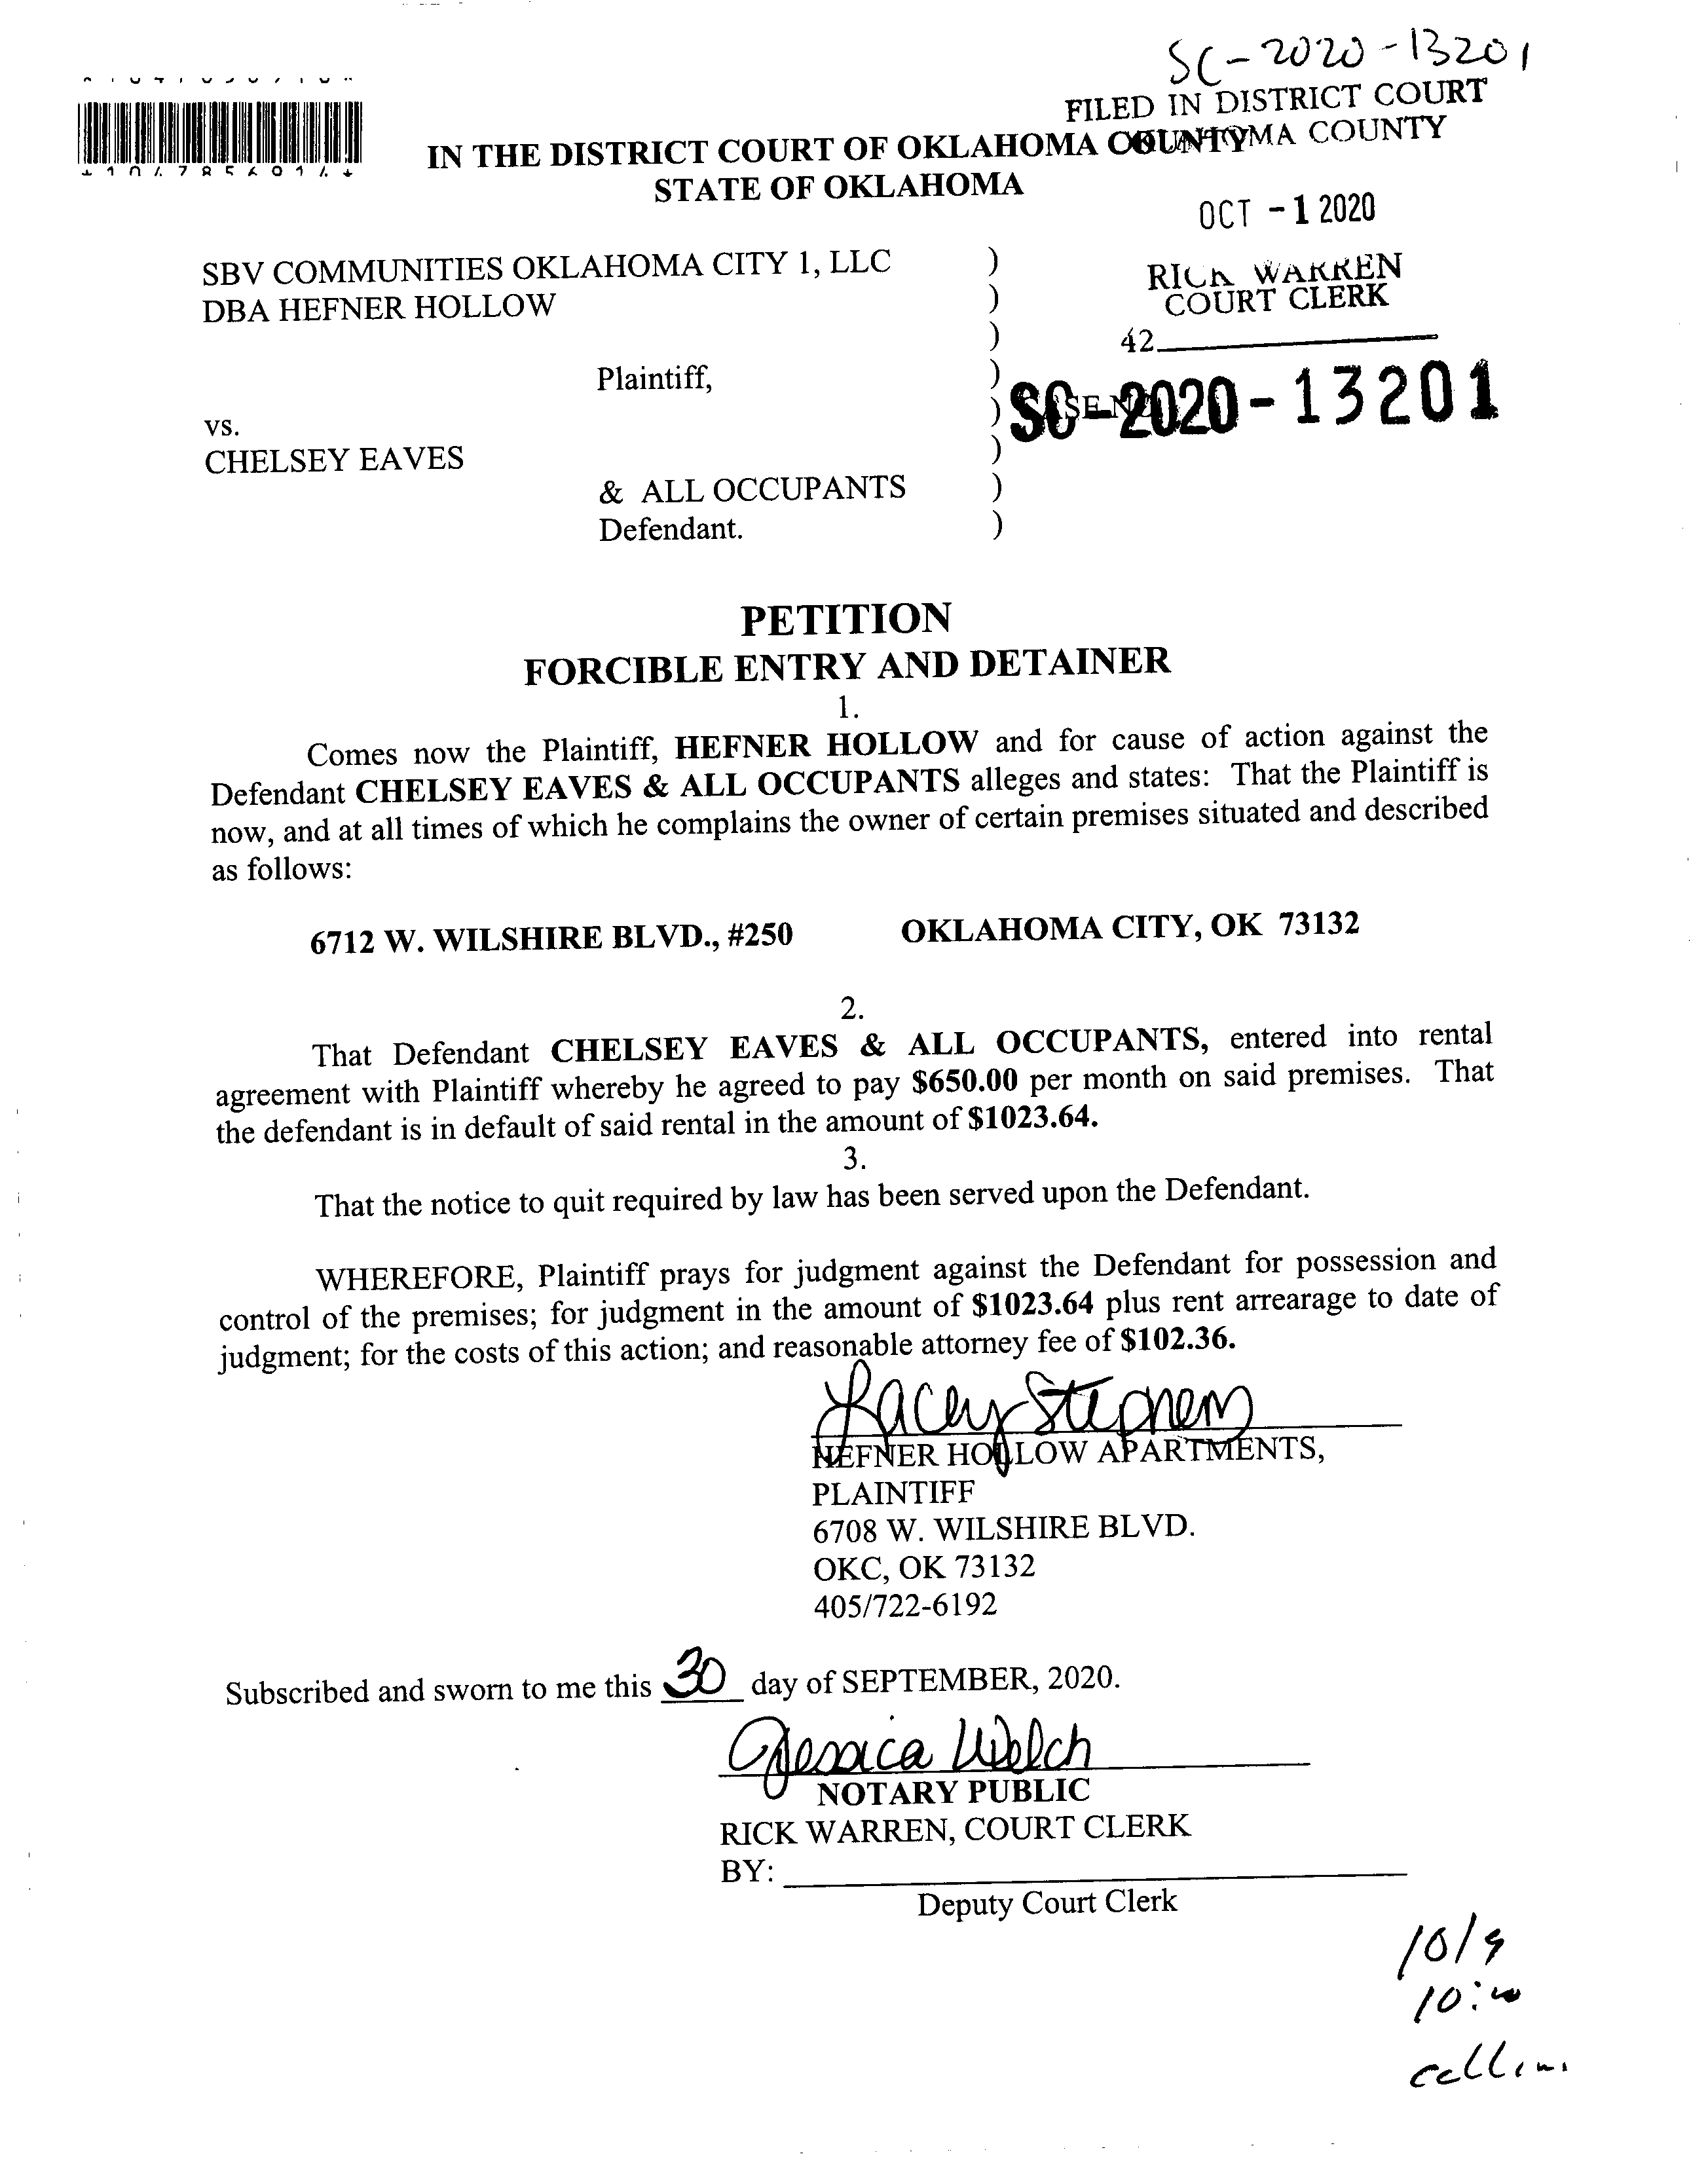 SC-2020-13201
FILED IN DISTRICT COURT
OKLAHOMA COUNTY
IN THE DISTRICT COURT OF OKLAHOMA COUNTY
STATE OF OKLAHOMA
OCT -1 2020
SBV COMMUNITIES OKLAHOMA CITY 1, LLC )
DBA HEFNER HOLLOW )
RICK WARREN
COURT CLERK
)
42
Plaintiff, )
SC-2020-13201
CASE NO.
vs. )
CHELSEY EAVES )
& ALL OCCUPANTS )
Defendant. )
PETITION
FORCIBLE ENTRY AND DETAINER
1.
Comes now the Plaintiff, HEFNER HOLLOW and for cause of action against the
Defendant CHELSEY EAVES & ALL OCCUPANTS alleges and states: That the Plaintiff is
now, and at all times of which he complains the owner of certain premises situated and described
as follows:
6712 W. WILSHIRE BLVD., #250 OKLAHOMA CITY, OK 73132
2.
That Defendant CHELSEY EAVES & ALL OCCUPANTS, entered into rental
agreement with Plaintiff whereby he agreed to pay $650.00 per month on said premises. That
the defendant is in default of said rental in the amount of $1023.64.
3.
That the notice to quit required by law has been served upon the Defendant.
WHEREFORE, Plaintiff prays for judgment against the Defendant for possession and
control of the premises; for judgment in the amount of $1023.64 plus rent arrearage to date of
judgment; for the costs of this action; and reasonable attorney fee of $102.36.
Lacey Stephens
HEFNER HOLLOW APARTMENTS,
PLAINTIFF
6708 W. WILSHIRE BLVD.
OKC, OK 73132
405/722-6192
Subscribed and sworn to me this 30 day of SEPTEMBER, 2020.
Jessica Welch
NOTARY PUBLIC
RICK WARREN, COURT CLERK
BY:
Deputy Court Clerk
10/9
10:00